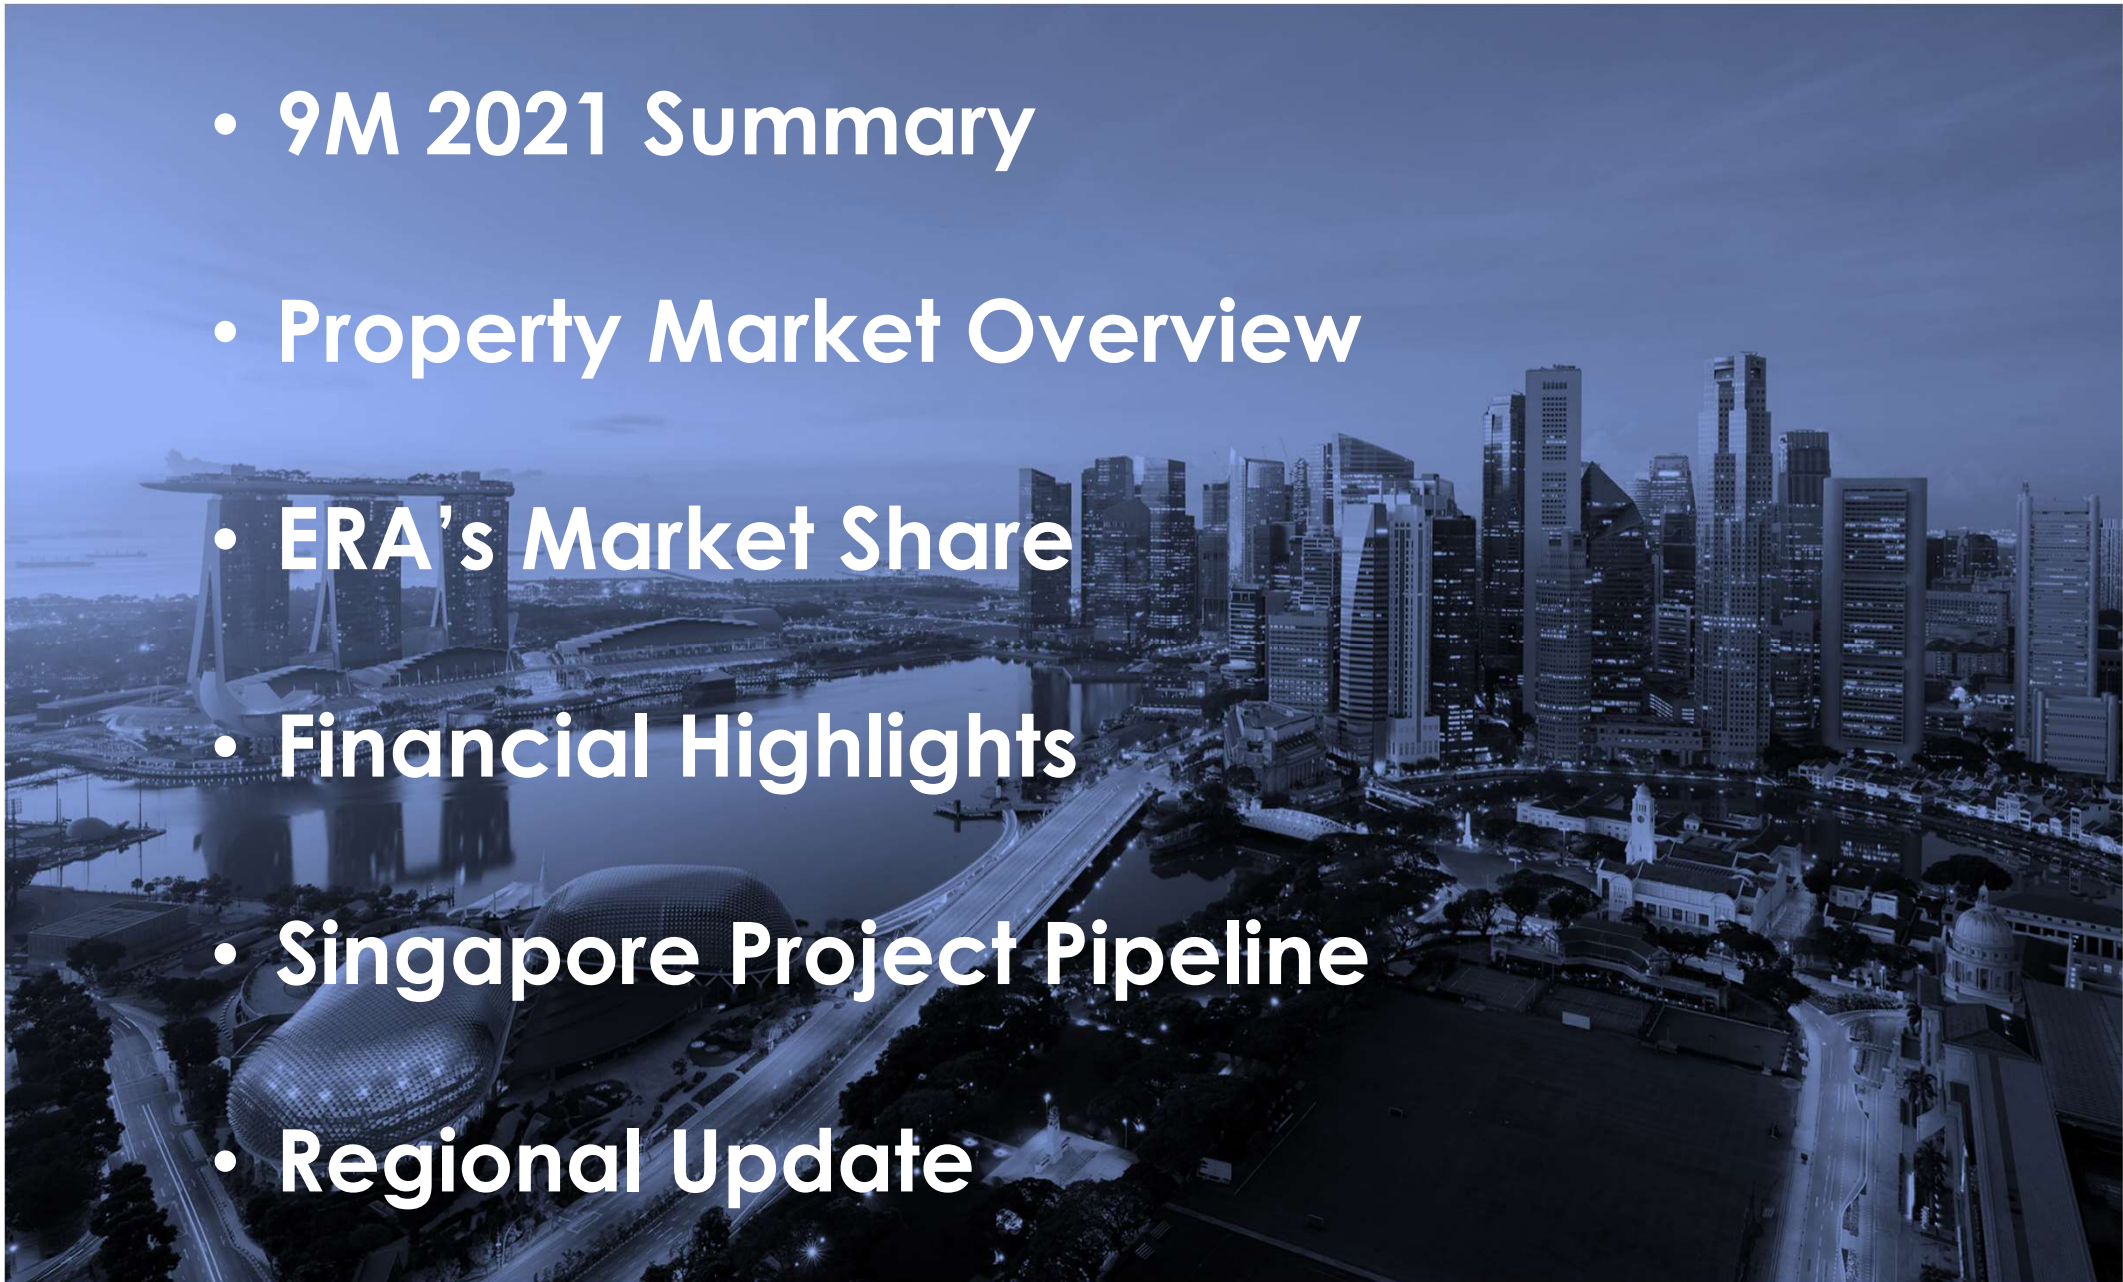 • 9M 2021 Summary
• Property Market Overview
• ERA’s Market Share
• Financial Highlights
• Singapore Project Pipeline
• Regional Update